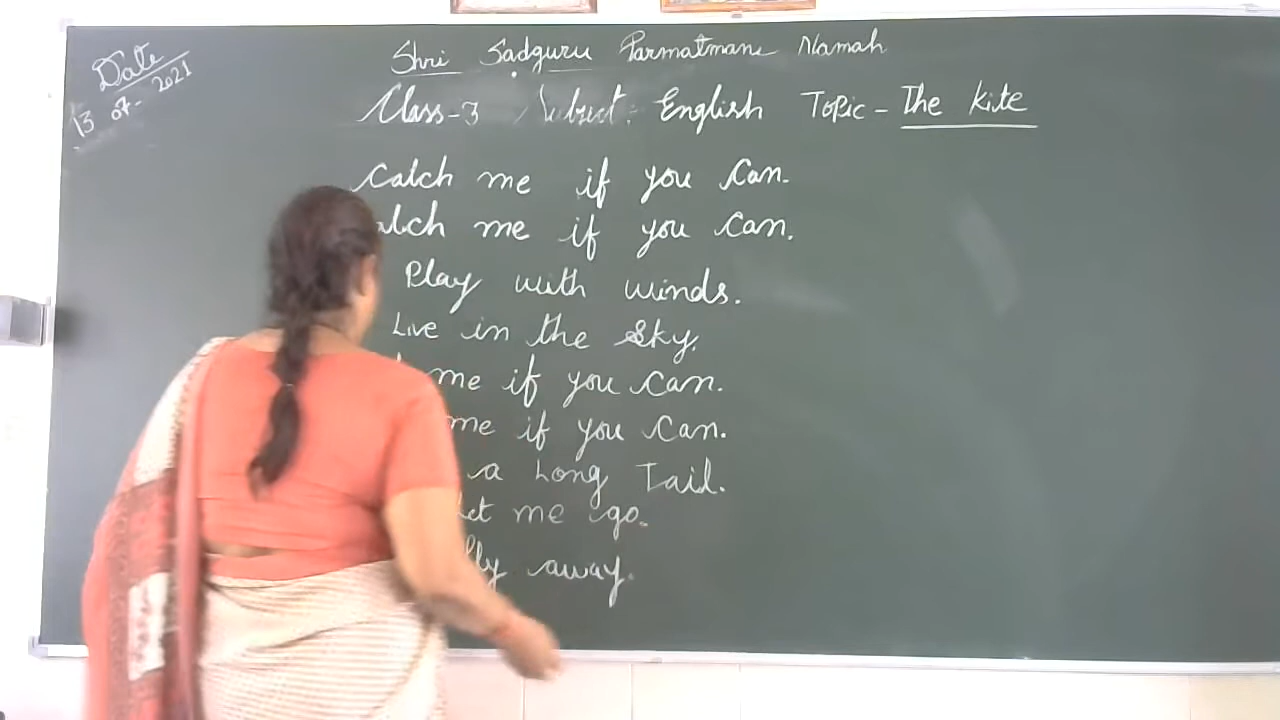 Date
13 07- 2021
Shri Sadguru Parmatmane Namah
Class-3 Subject: English Topic - The Kite
Catch me if you can.
me if you can.
Play with winds.
Live in the Sky.
me if you can.
me if you can.
a Long Tail.
Let me go.
away.